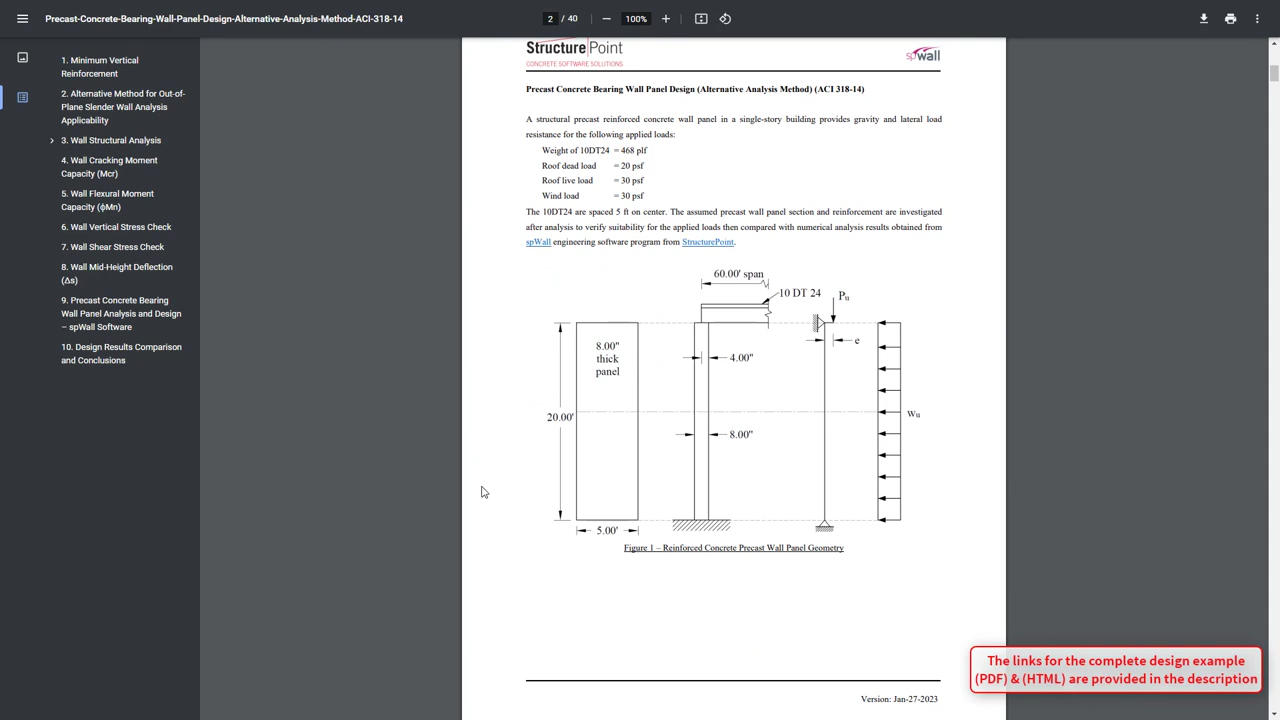 Precast-Concrete-Bearing-Wall-Panel-Design-Alternative-Analysis-Method-ACI-318-14
2 / 40
100%
1. Minimum Vertical
Reinforcement
2. Alternative Method for Out-of-
Plane Slender Wall Analysis
Applicability
3. Wall Structural Analysis
4. Wall Cracking Moment
Capacity (Mcr)
5. Wall Flexural Moment
Capacity (ϕMn)
6. Wall Vertical Stress Check
7. Wall Shear Stress Check
8. Wall Mid-Height Deflection
(Δs)
9. Precast Concrete Bearing
Wall Panel Analysis and Design
– spWall Software
10. Design Results Comparison
and Conclusions
Structure|Point
CONCRETE SOFTWARE SOLUTIONS
spWall
Precast Concrete Bearing Wall Panel Design (Alternative Analysis Method) (ACI 318-14)
A structural precast reinforced concrete wall panel in a single-story building provides gravity and lateral load
resistance for the following applied loads:
Weight of 10DT24 = 468 plf
Roof dead load = 20 psf
Roof live load = 30 psf
Wind load = 30 psf
The 10DT24 are spaced 5 ft on center. The assumed precast wall panel section and reinforcement are investigated
after analysis to verify suitability for the applied loads then compared with numerical analysis results obtained from
spWall engineering software program from StructurePoint.
60.00' span
10 DT 24
Pu
8.00"
thick
panel
e
4.00"
20.00'
Wu
8.00"
5.00'
Figure 1 – Reinforced Concrete Precast Wall Panel Geometry
The links for the complete design example
(PDF) & (HTML) are provided in the description
Version: Jan-27-2023